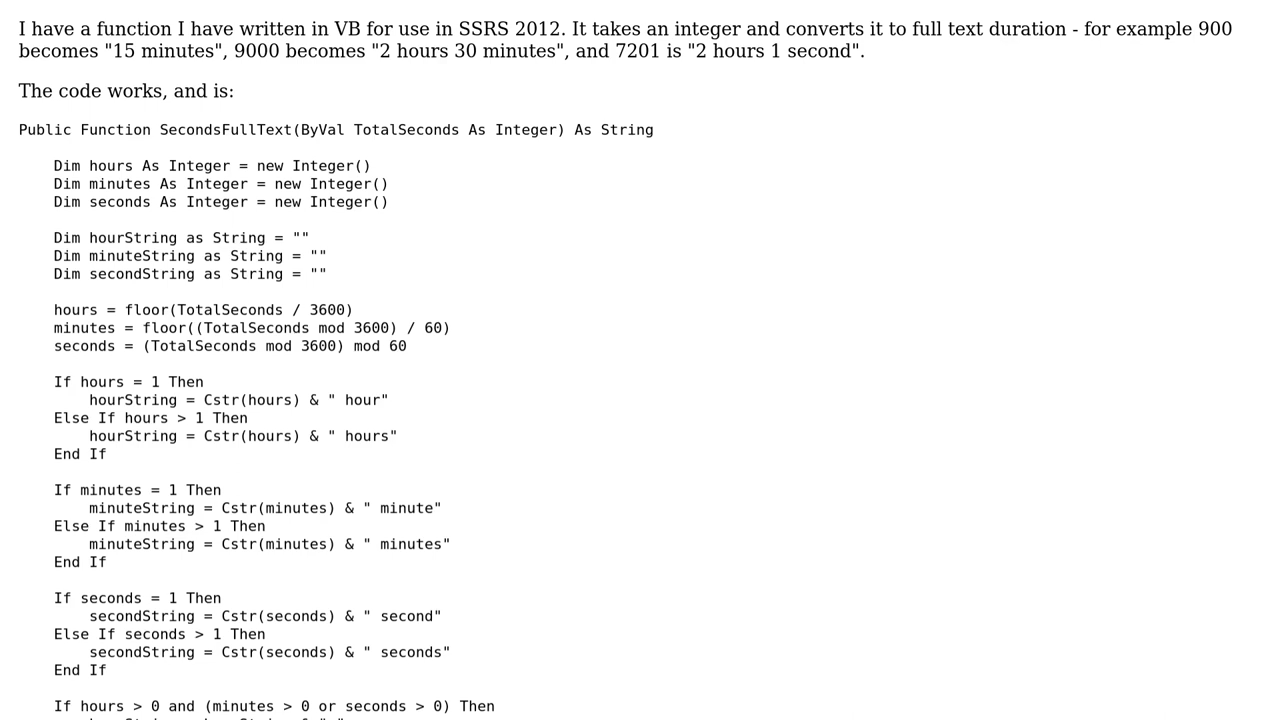 I have a function I have written in VB for use in SSRS 2012. It takes an integer and converts it to full text duration - for example 900
becomes "15 minutes", 9000 becomes "2 hours 30 minutes", and 7201 is "2 hours 1 second".
The code works, and is:
Public Function SecondsFullText(ByVal TotalSeconds As Integer) As String
    Dim hours As Integer = new Integer()
    Dim minutes As Integer = new Integer()
    Dim seconds As Integer = new Integer()
    Dim hourString as String = ""
    Dim minuteString as String = ""
    Dim secondString as String = ""
    hours = floor(TotalSeconds / 3600)
    minutes = floor((TotalSeconds mod 3600) / 60)
    seconds = (TotalSeconds mod 3600) mod 60
    If hours = 1 Then
        hourString = Cstr(hours) & " hour"
    Else If hours > 1 Then
        hourString = Cstr(hours) & " hours"
    End If
    If minutes = 1 Then
        minuteString = Cstr(minutes) & " minute"
    Else If minutes > 1 Then
        minuteString = Cstr(minutes) & " minutes"
    End If
    If seconds = 1 Then
        secondString = Cstr(seconds) & " second"
    Else If seconds > 1 Then
        secondString = Cstr(seconds) & " seconds"
    End If
    If hours > 0 and (minutes > 0 or seconds > 0) Then